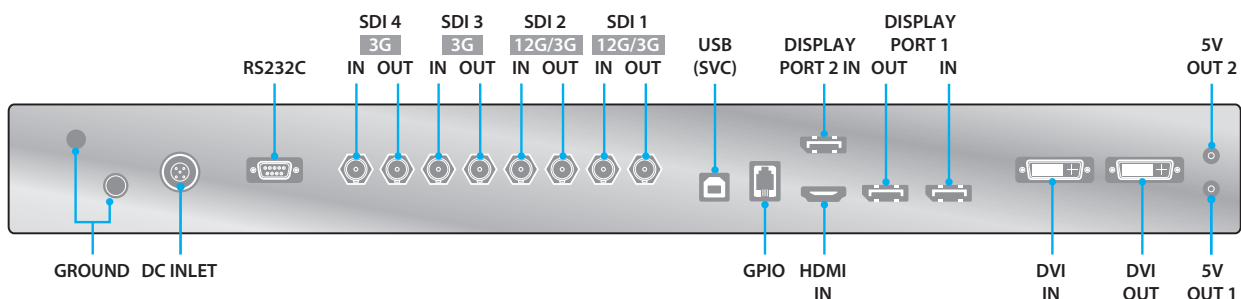 SDI 4 SDI 3 SDI 2 SDI 1 DISPLAY
3G 3G 12G/3G 12G/3G USB DISPLAY PORT 1 5V
RS232C IN OUT IN OUT IN OUT IN OUT (SVC) PORT 2 IN OUT IN OUT 2
GROUND DC INLET GPIO HDMI DVI DVI 5V
IN IN OUT OUT 1